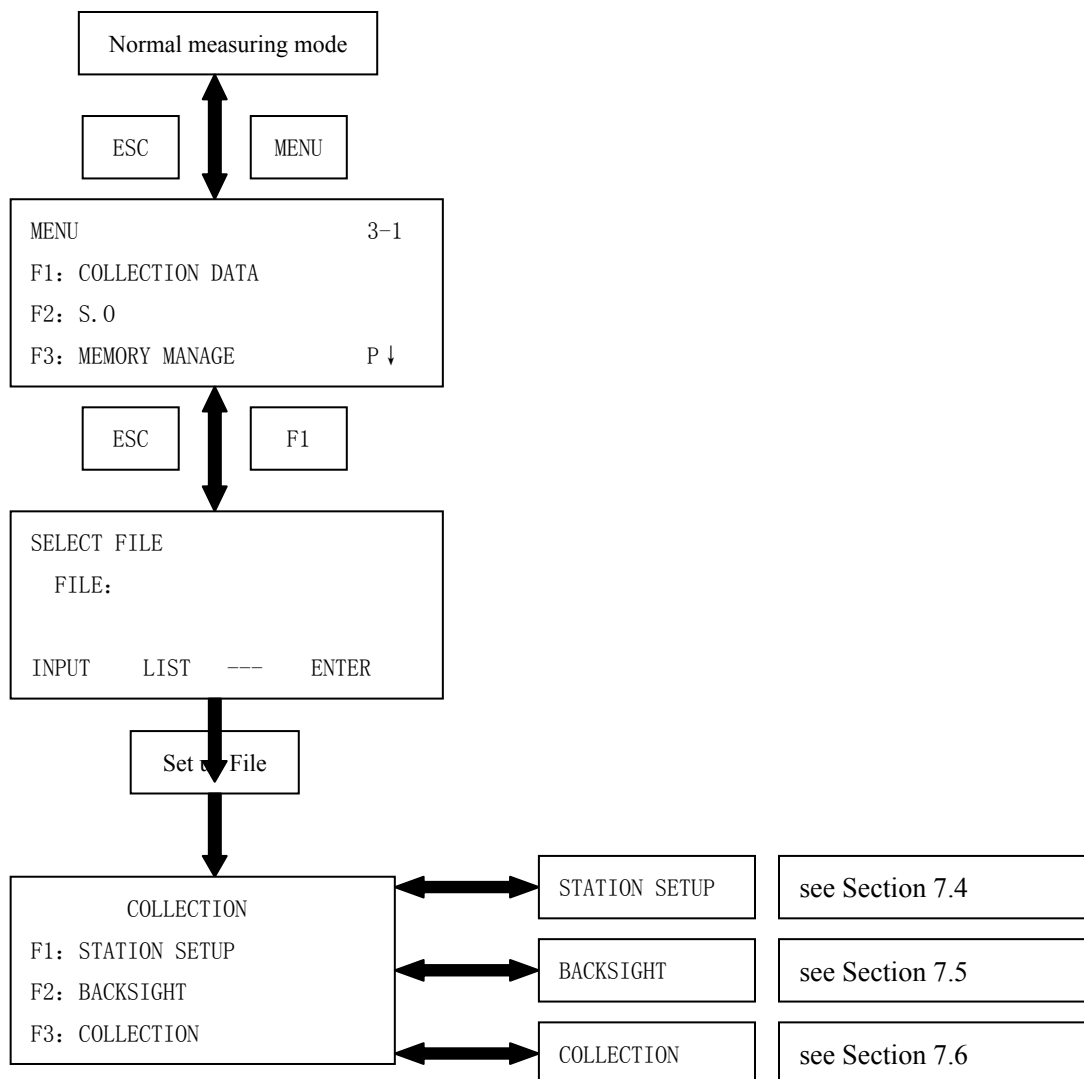 Normal measuring mode
ESC
MENU
MENU 3-1
F1: COLLECTION DATA
F2: S.O
F3: MEMORY MANAGE P↓
ESC
F1
SELECT FILE
FILE:
INPUT LIST --- ENTER
Set File
COLLECTION
F1: STATION SETUP
F2: BACKSIGHT
F3: COLLECTION
STATION SETUP see Section 7.4
BACKSIGHT see Section 7.5
COLLECTION see Section 7.6